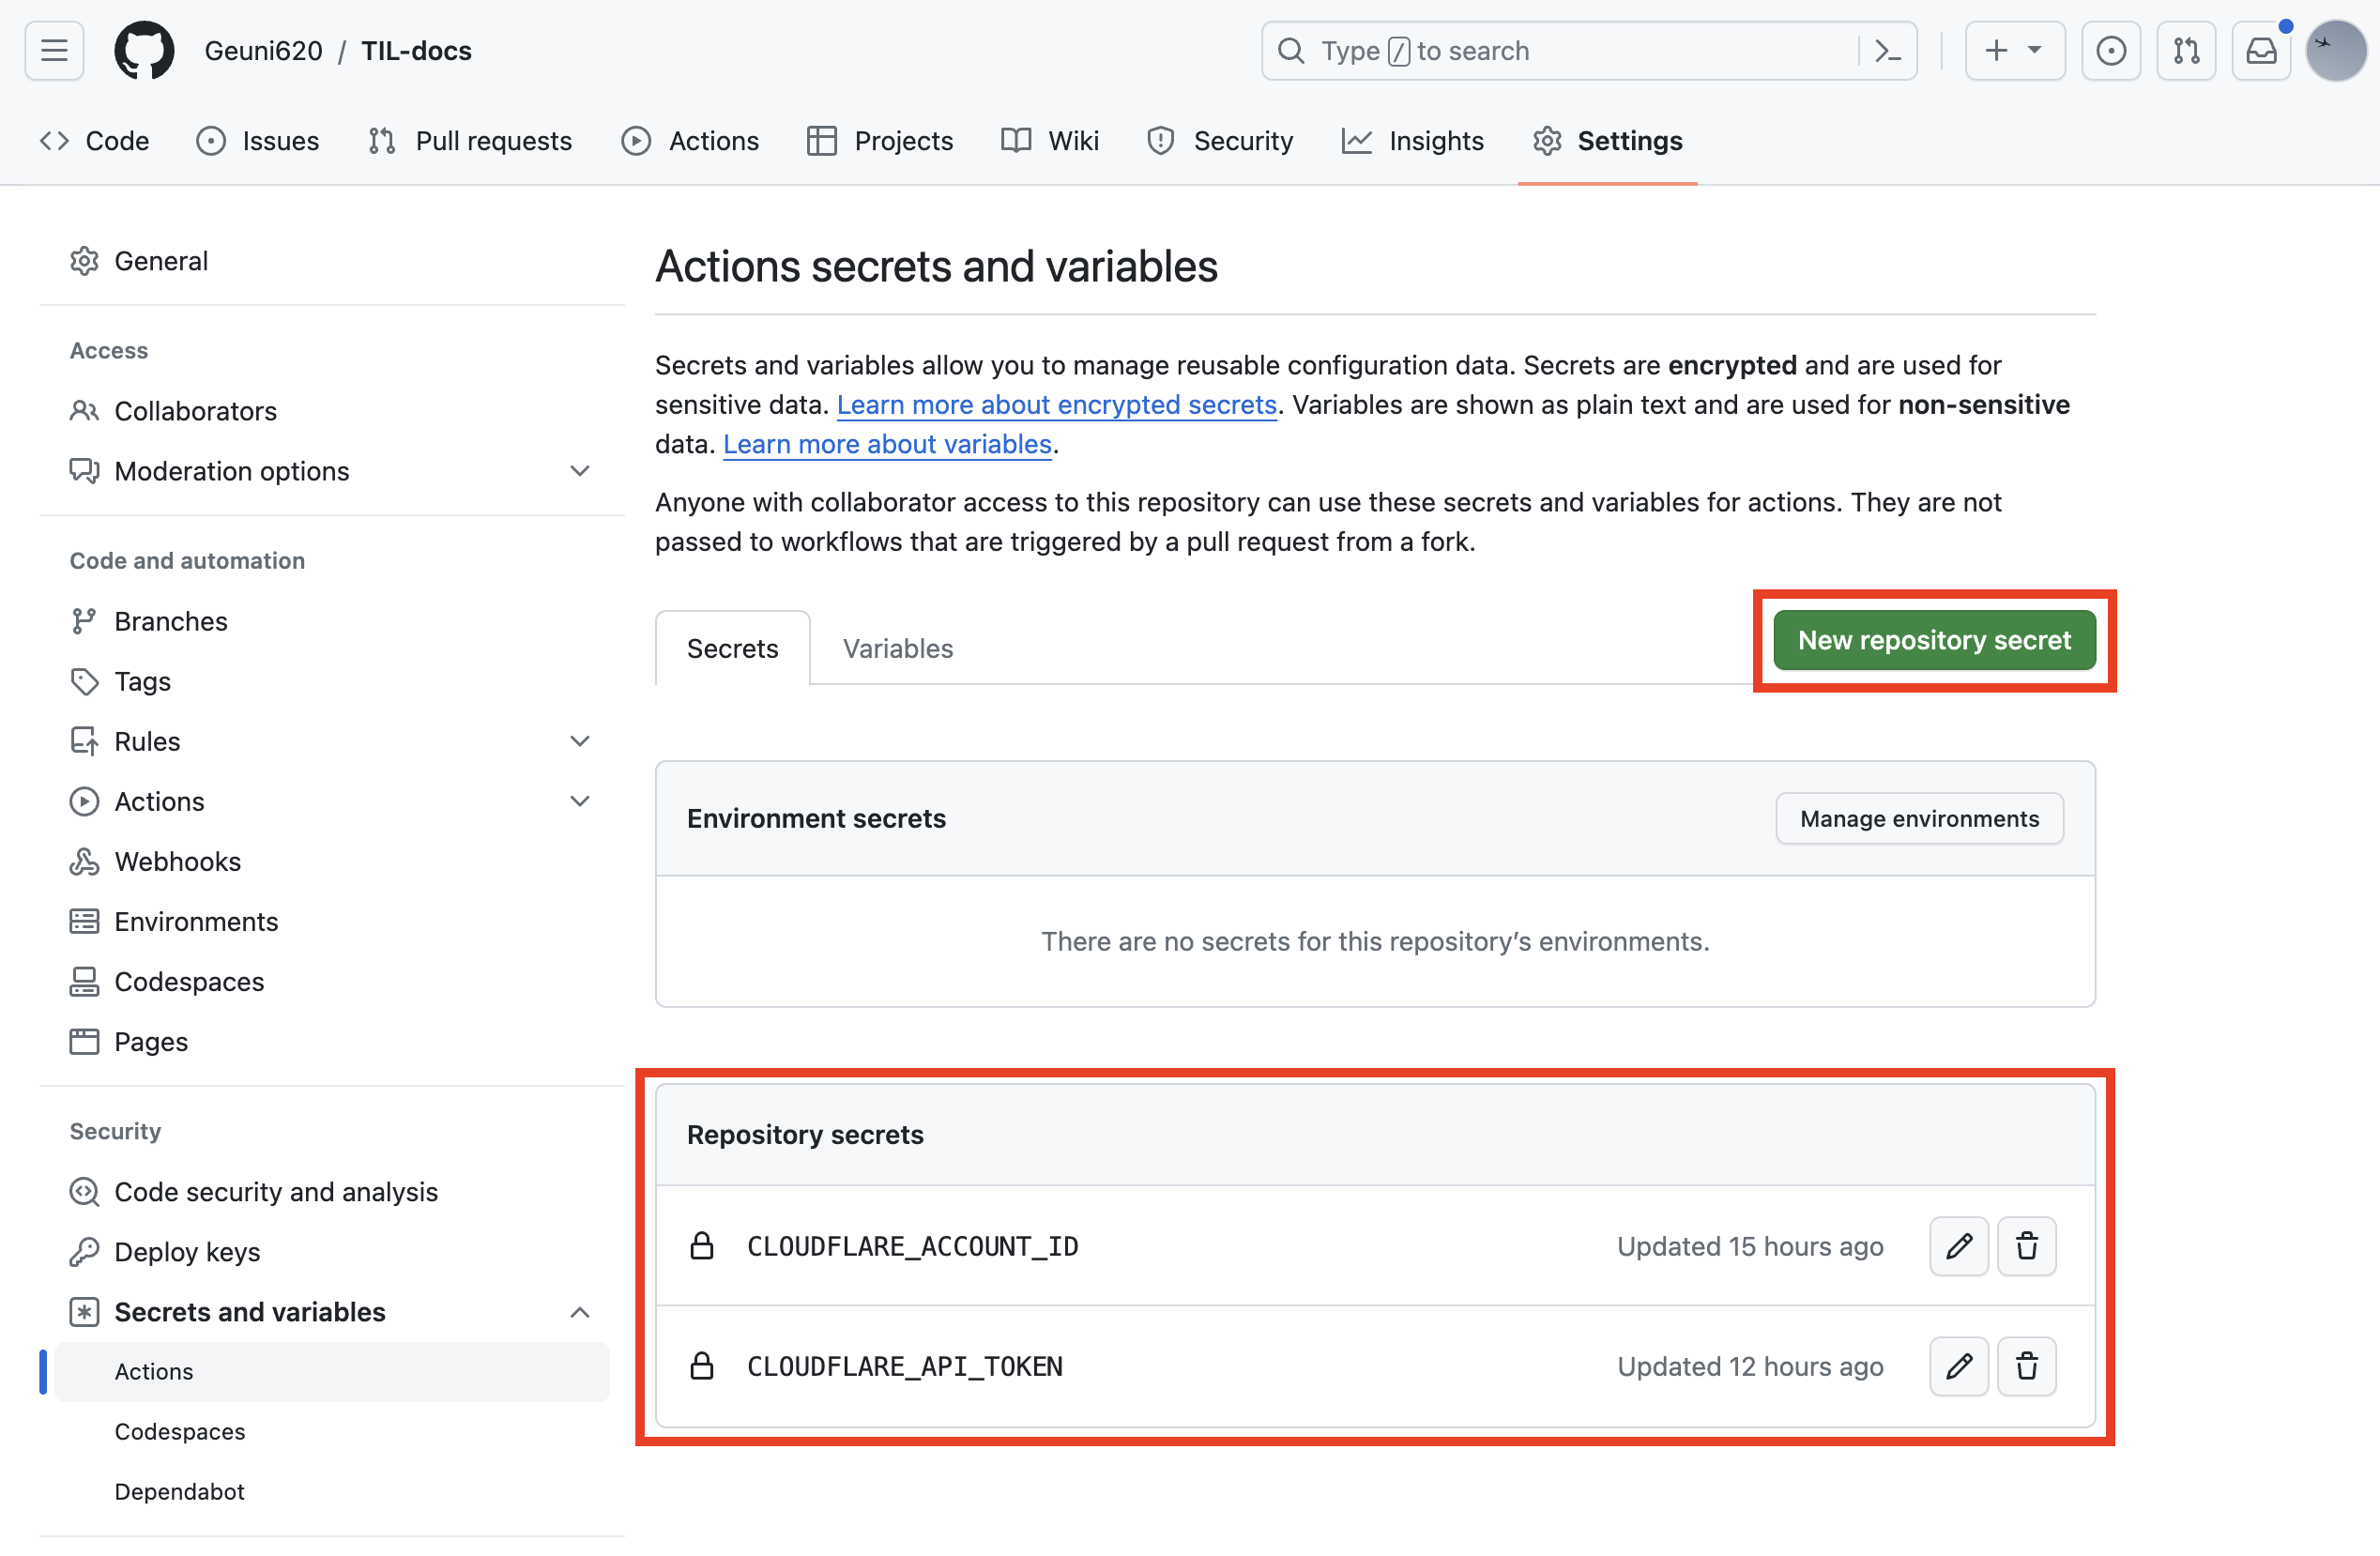 Geuni620 / TIL-docs
Type / to search
Code
Issues
Pull requests
Actions
Projects
Wiki
Security
Insights
Settings
General
Access
Collaborators
Moderation options
Code and automation
Branches
Tags
Rules
Actions
Webhooks
Environments
Codespaces
Pages
Security
Code security and analysis
Deploy keys
Secrets and variables
Actions
Codespaces
Dependabot
Actions secrets and variables
Secrets and variables allow you to manage reusable configuration data. Secrets are encrypted and are used for
sensitive data. Learn more about encrypted secrets. Variables are shown as plain text and are used for non-sensitive
data. Learn more about variables.
Anyone with collaborator access to this repository can use these secrets and variables for actions. They are not
passed to workflows that are triggered by a pull request from a fork.
Secrets
Variables
New repository secret
Environment secrets
Manage environments
There are no secrets for this repository’s environments.
Repository secrets
CLOUDFLARE_ACCOUNT_ID
Updated 15 hours ago
CLOUDFLARE_API_TOKEN
Updated 12 hours ago